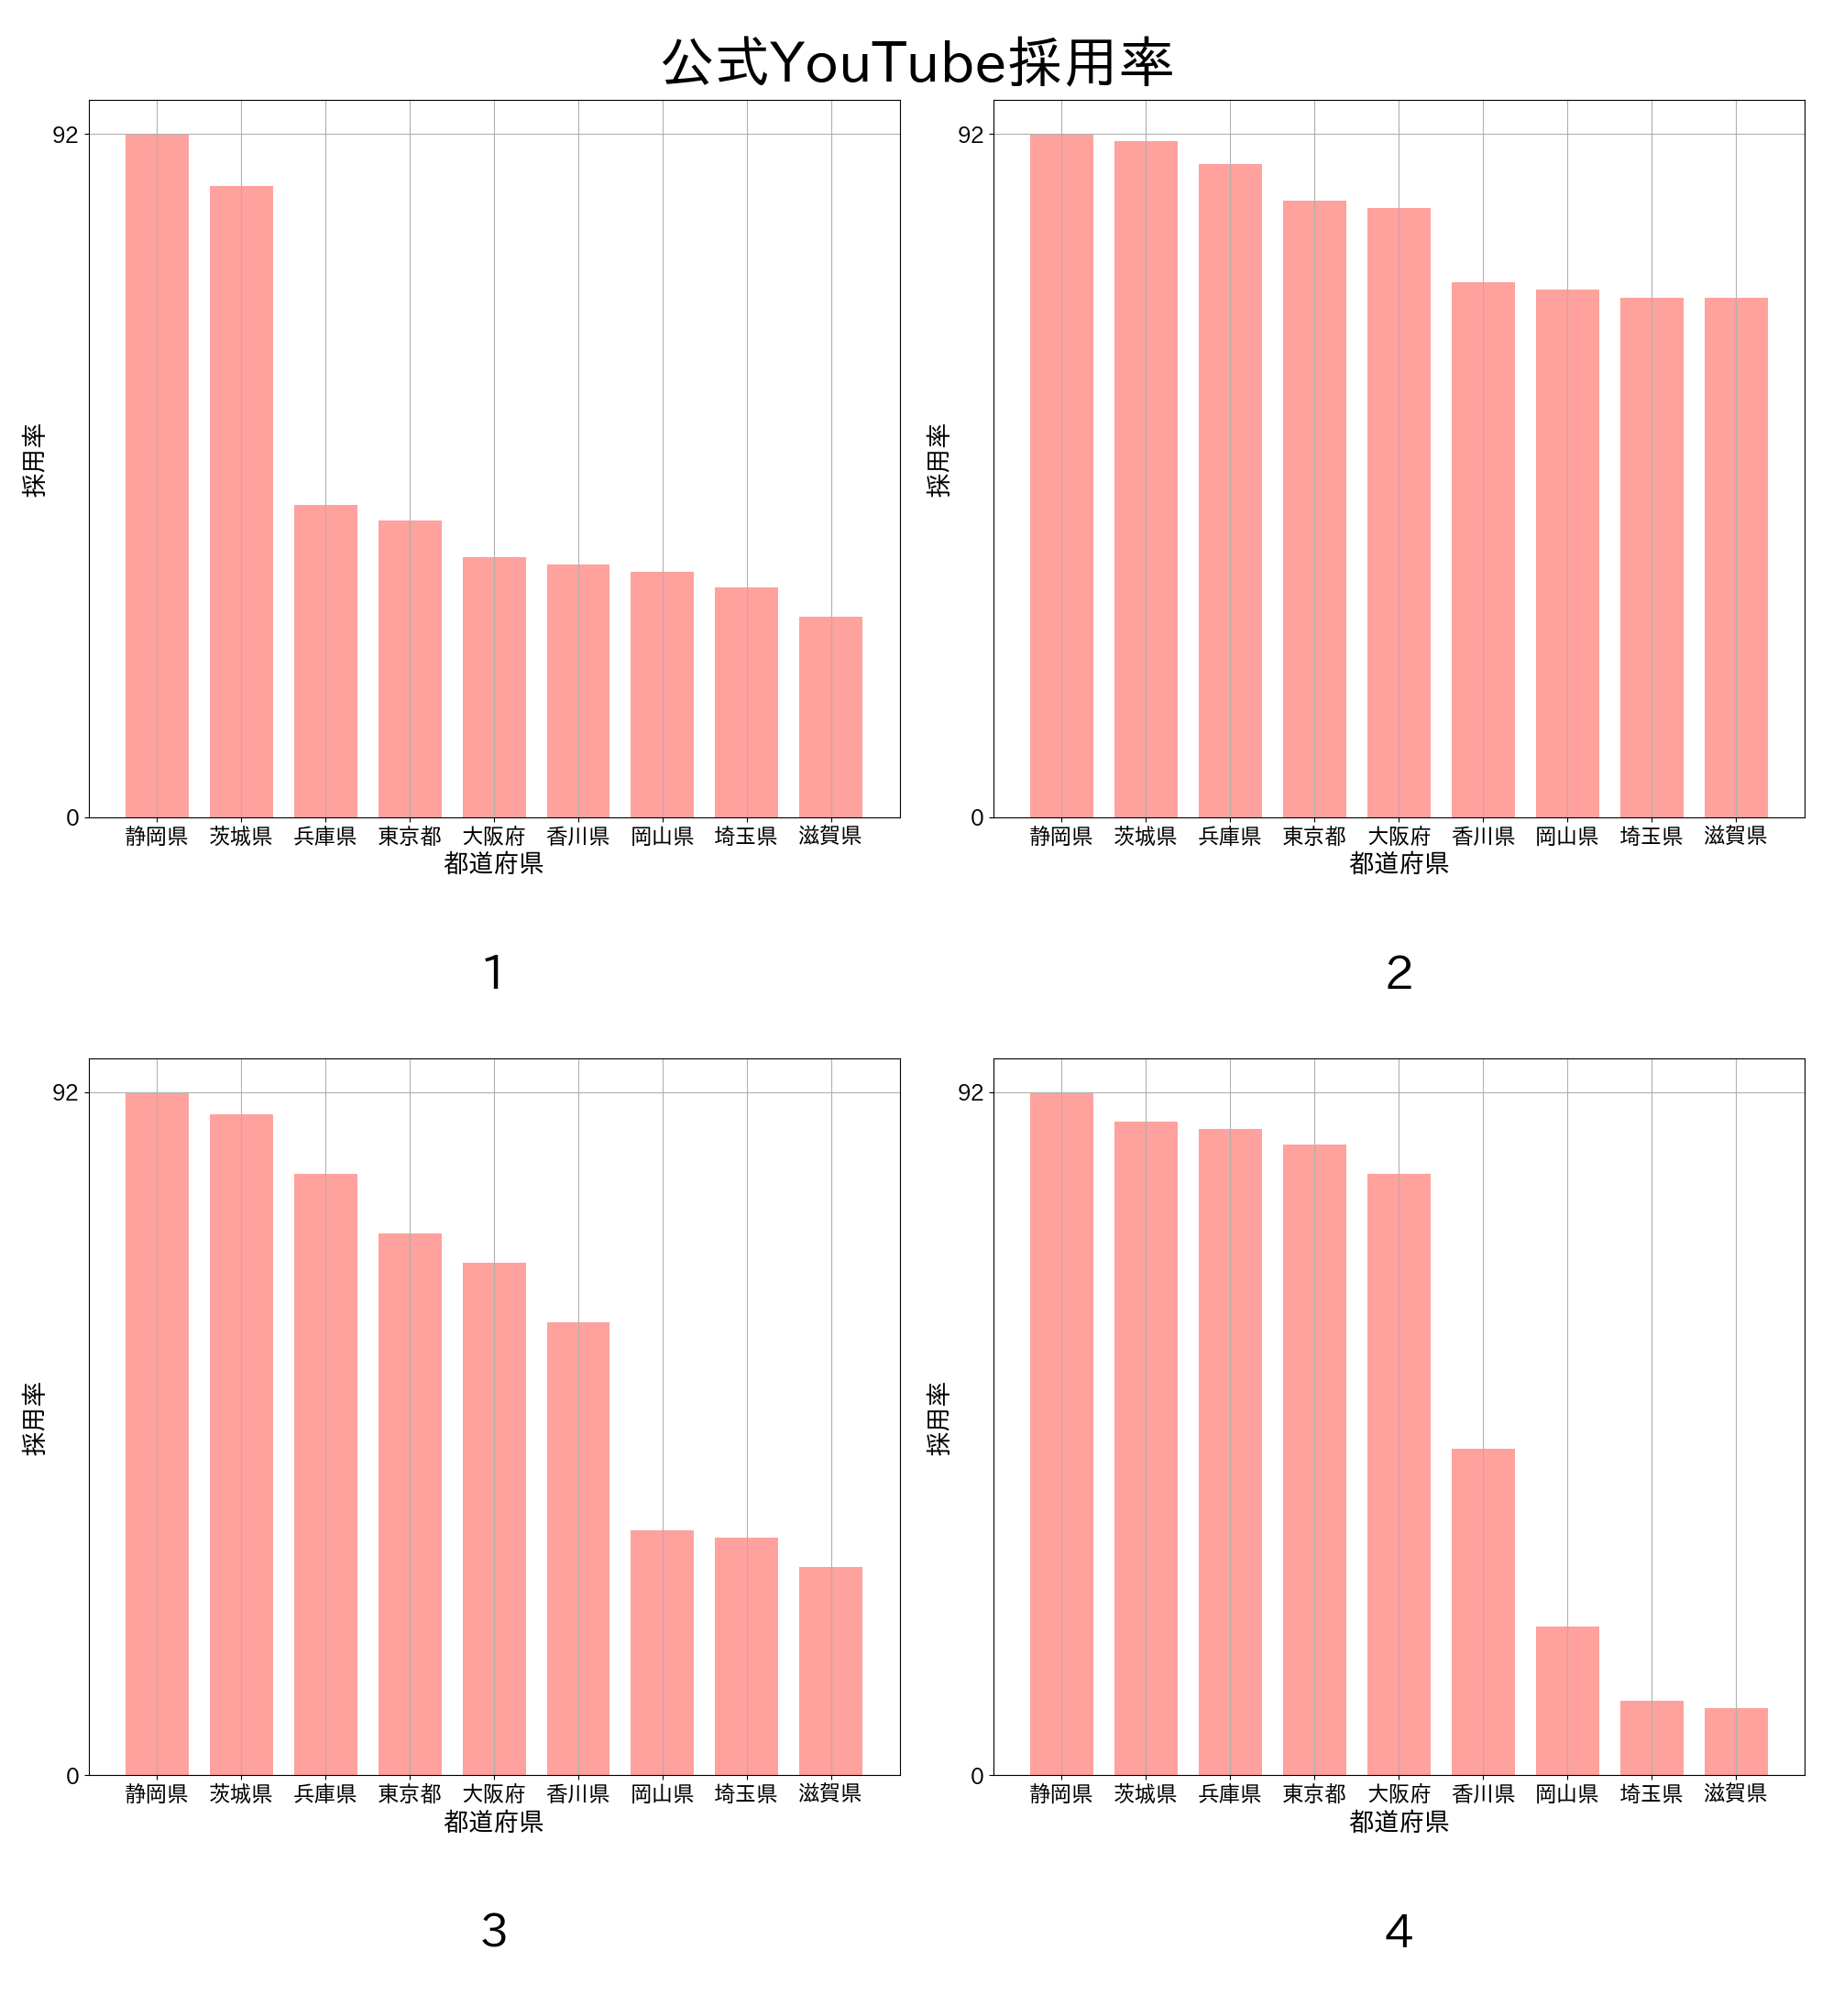 公式YouTube採用率
92
0
採用率
静岡県 茨城県 兵庫県 東京都 大阪府 香川県 岡山県 埼玉県 滋賀県
都道府県
1
92
0
採用率
静岡県 茨城県 兵庫県 東京都 大阪府 香川県 岡山県 埼玉県 滋賀県
都道府県
2
92
0
採用率
静岡県 茨城県 兵庫県 東京都 大阪府 香川県 岡山県 埼玉県 滋賀県
都道府県
3
92
0
採用率
静岡県 茨城県 兵庫県 東京都 大阪府 香川県 岡山県 埼玉県 滋賀県
都道府県
4